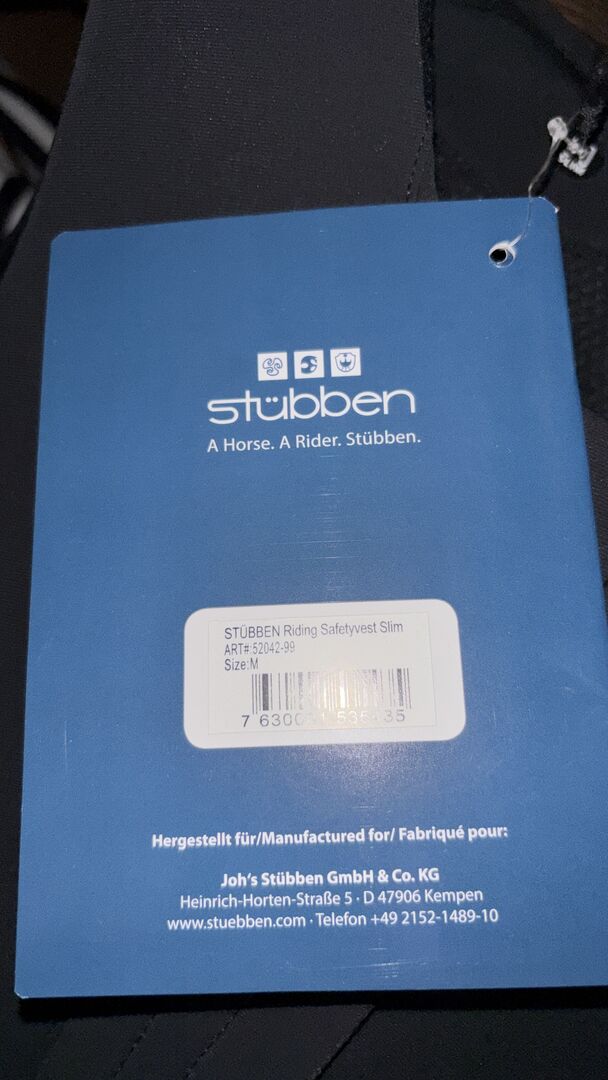 stübben
A Horse. A Rider. Stübben.
STÜBBEN Riding Safetyvest Slim
ART#:52042-99
Size:M
Hergestellt für/Manufactured for/ Fabriqué pour:
Joh's Stübben GmbH & Co. KG
Heinrich-Horten-Straße 5 · D 47906 Kempen
www.stuebben.com · Telefon +49 2152-1489-10